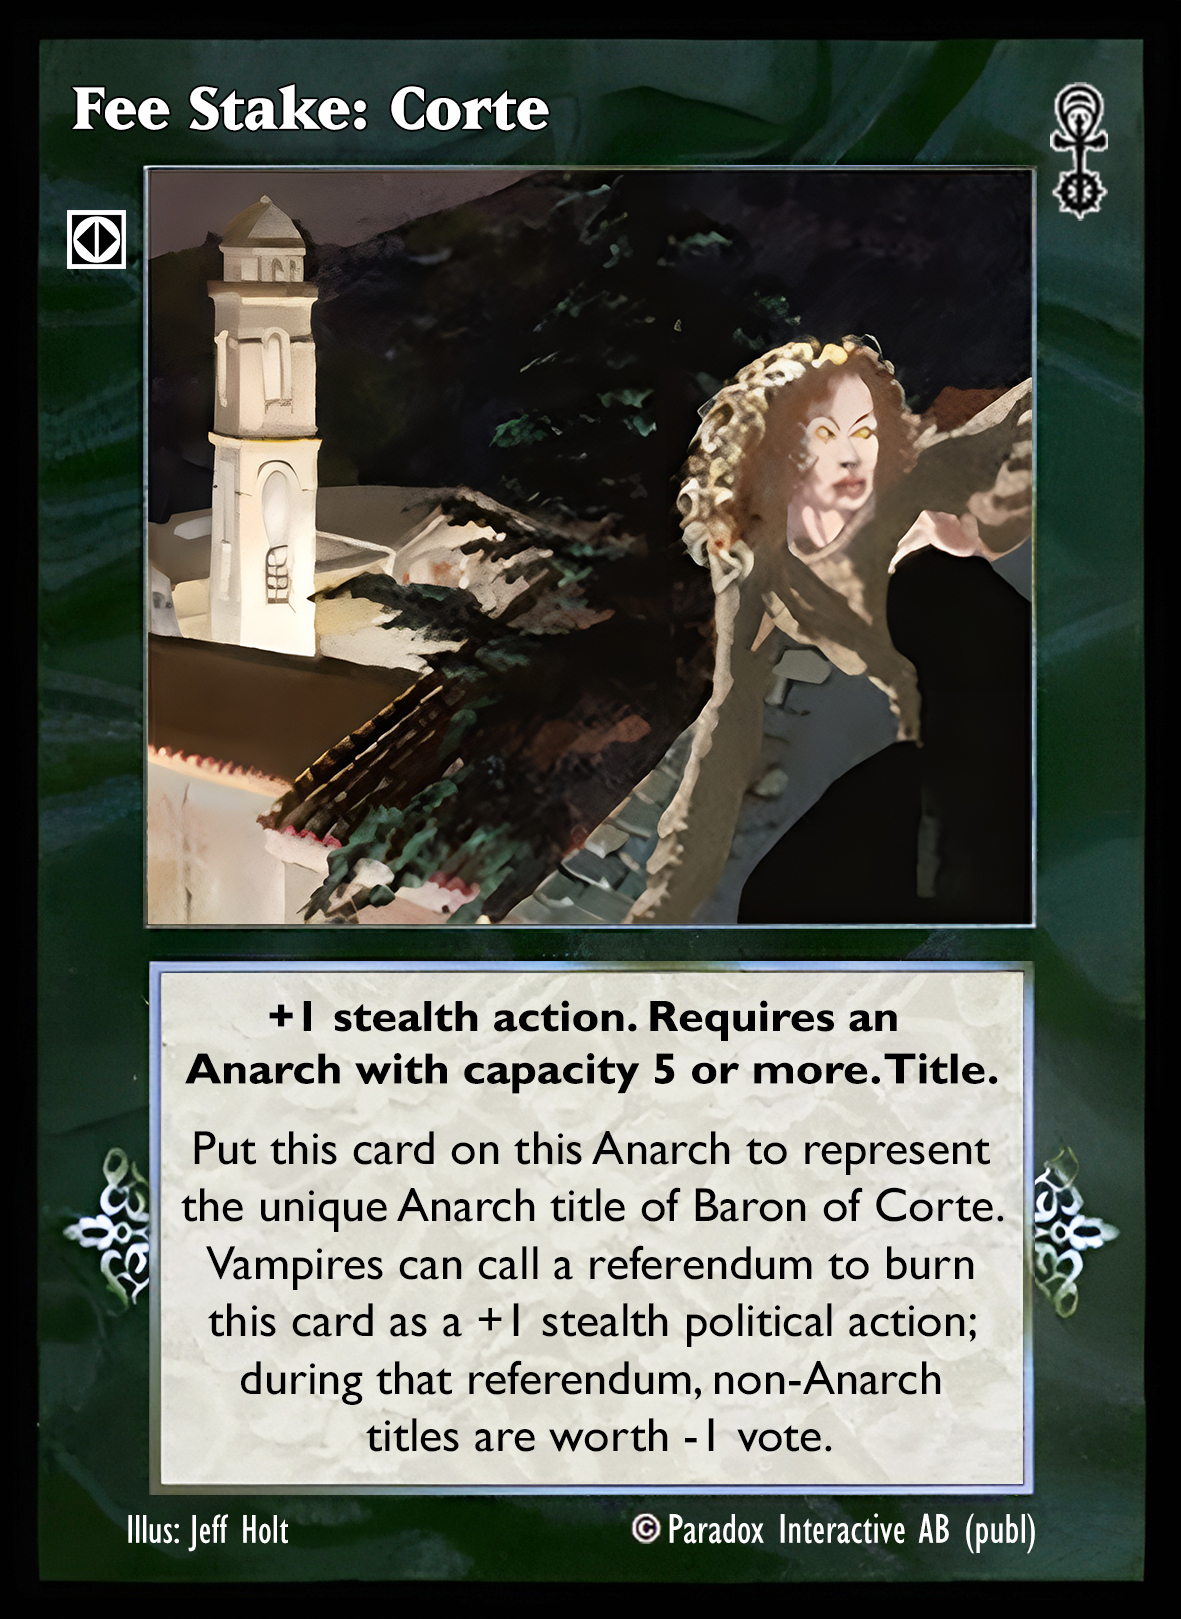 Fee Stake: Corte
+1 stealth action. Requires an
Anarch with capacity 5 or more. Title.
Put this card on this Anarch to represent
the unique Anarch title of Baron of Corte.
Vampires can call a referendum to burn
this card as a +1 stealth political action;
during that referendum, non-Anarch
titles are worth -1 vote.
Illus: Jeff Holt
© Paradox Interactive AB (publ)